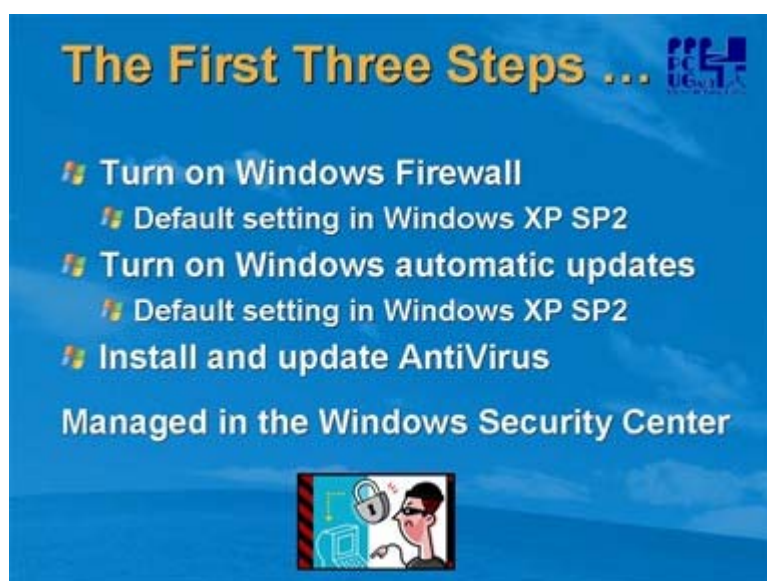 The First Three Steps ...
PC
Turn on Windows Firewall
Default setting in Windows XP SP2
Turn on Windows automatic updates
Default setting in Windows XP SP2
Install and update AntiVirus
Managed in the Windows Security Center